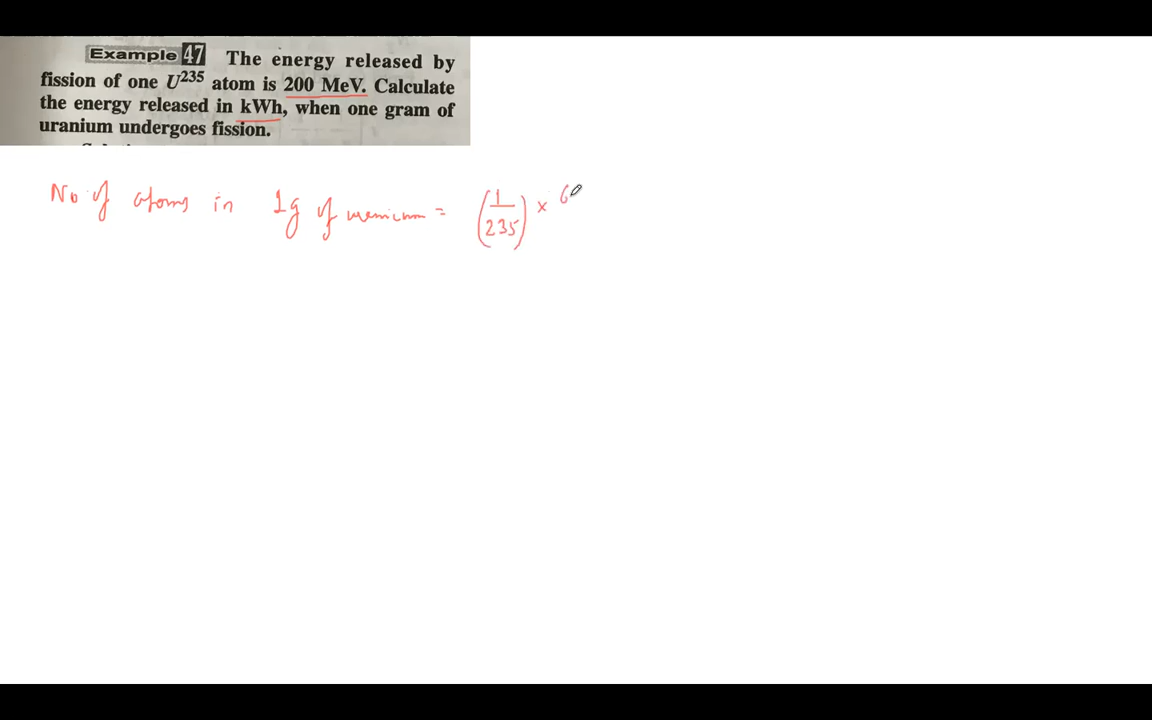 Example 47 The energy released by
fission of one U235 atom is 200 MeV. Calculate
the energy released in kWh, when one gram of
uranium undergoes fission.
No of atoms in 1g of uranium = (1/235) × 6